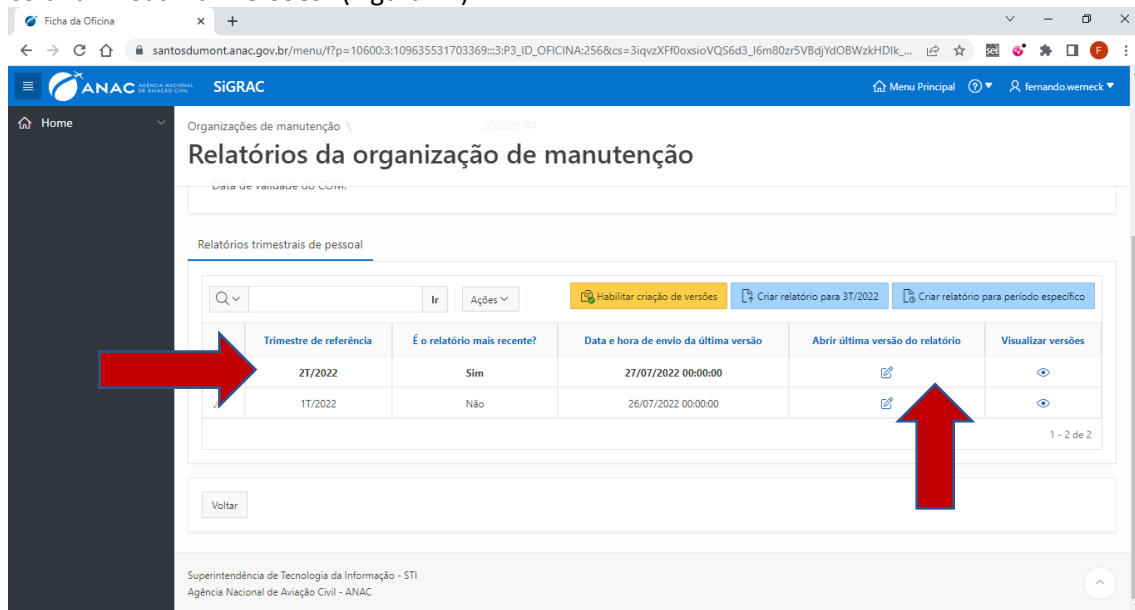 Ficha da Oficina
santosdumont.anac.gov.br/menu/f?p=10600:3:109635531703369:::3:P3_ID_OFICINA:256&cs=3iqvzXFf0oxsioVQS6d3_I6m80zr5VBdjYdOBWzkHDlk_...
ANAC AGÊNCIA NACIONAL DE AVIAÇÃO CIVIL
SiGRAC
Menu Principal
fernando.werneck
Home
Organizações de manutenção \
200609-04
Relatórios da organização de manutenção
Data de validade do COM:
Relatórios trimestrais de pessoal
Ir
Ações
Habilitar criação de versões
Criar relatório para 3T/2022
Criar relatório para período específico
Trimestre de referência É o relatório mais recente? Data e hora de envio da última versão Abrir última versão do relatório Visualizar versões
2T/2022 Sim 27/07/2022 00:00:00
1T/2022 Não 26/07/2022 00:00:00
1 - 2 de 2
Voltar
Superintendência de Tecnologia da Informação - STI
Agência Nacional de Aviação Civil - ANAC